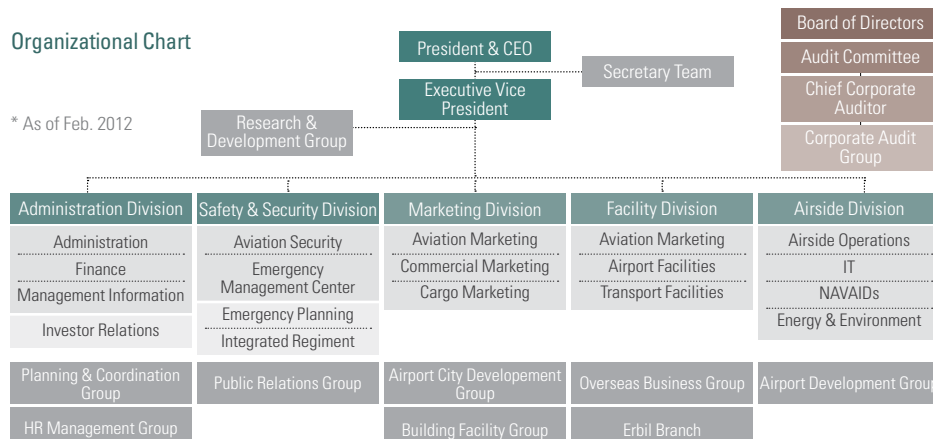 Organizational Chart
* As of Feb. 2012
President & CEO
Secretary Team
Executive Vice
President
Research &
Development Group
Board of Directors
Audit Committee
Chief Corporate
Auditor
Corporate Audit
Group
Administration Division
Administration
Finance
Management Information
Investor Relations
Planning & Coordination
Group
HR Management Group
Safety & Security Division
Aviation Security
Emergency
Management Center
Emergency Planning
Integrated Regiment
Public Relations Group
Marketing Division
Aviation Marketing
Commercial Marketing
Cargo Marketing
Airport City Developement
Group
Building Facility Group
Facility Division
Aviation Marketing
Airport Facilities
Transport Facilities
Overseas Business Group
Erbil Branch
Airside Division
Airside Operations
IT
NAVAIDs
Energy & Environment
Airport Development Group